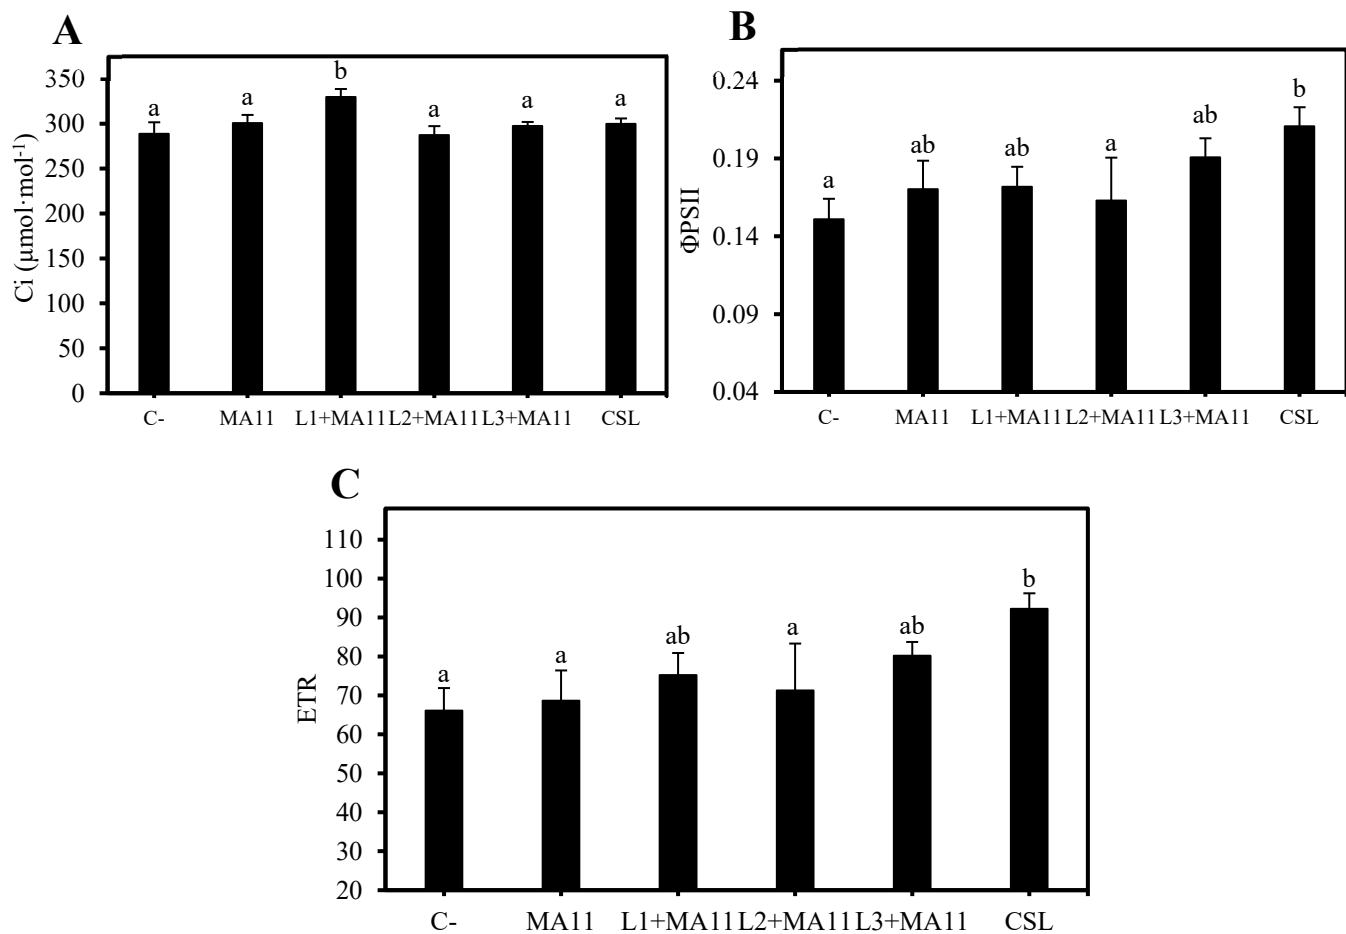 A
B
Ci (μmol·mol-1)
350
300
250
200
150
100
50
0
a
a
b
a
a
a
C-
MA11
L1+MA11
L2+MA11
L3+MA11
CSL
ΦPSII
0.24
0.19
0.14
0.09
0.04
a
ab
ab
a
ab
b
C-
MA11
L1+MA11
L2+MA11
L3+MA11
CSL
C
ETR
110
100
90
80
70
60
50
40
30
20
a
a
ab
a
ab
b
C-
MA11
L1+MA11
L2+MA11
L3+MA11
CSL